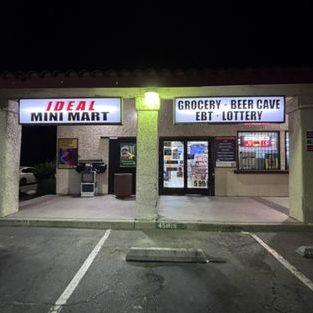 IDEAL
MINI MART
GROCERY · BEER CAVE
EBT · LOTTERY